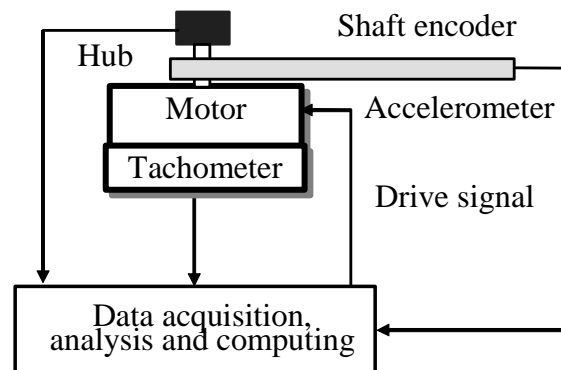 Shaft encoder
Hub
Motor
Accelerometer
Tachometer
Drive signal
Data acquisition,
analysis and computing